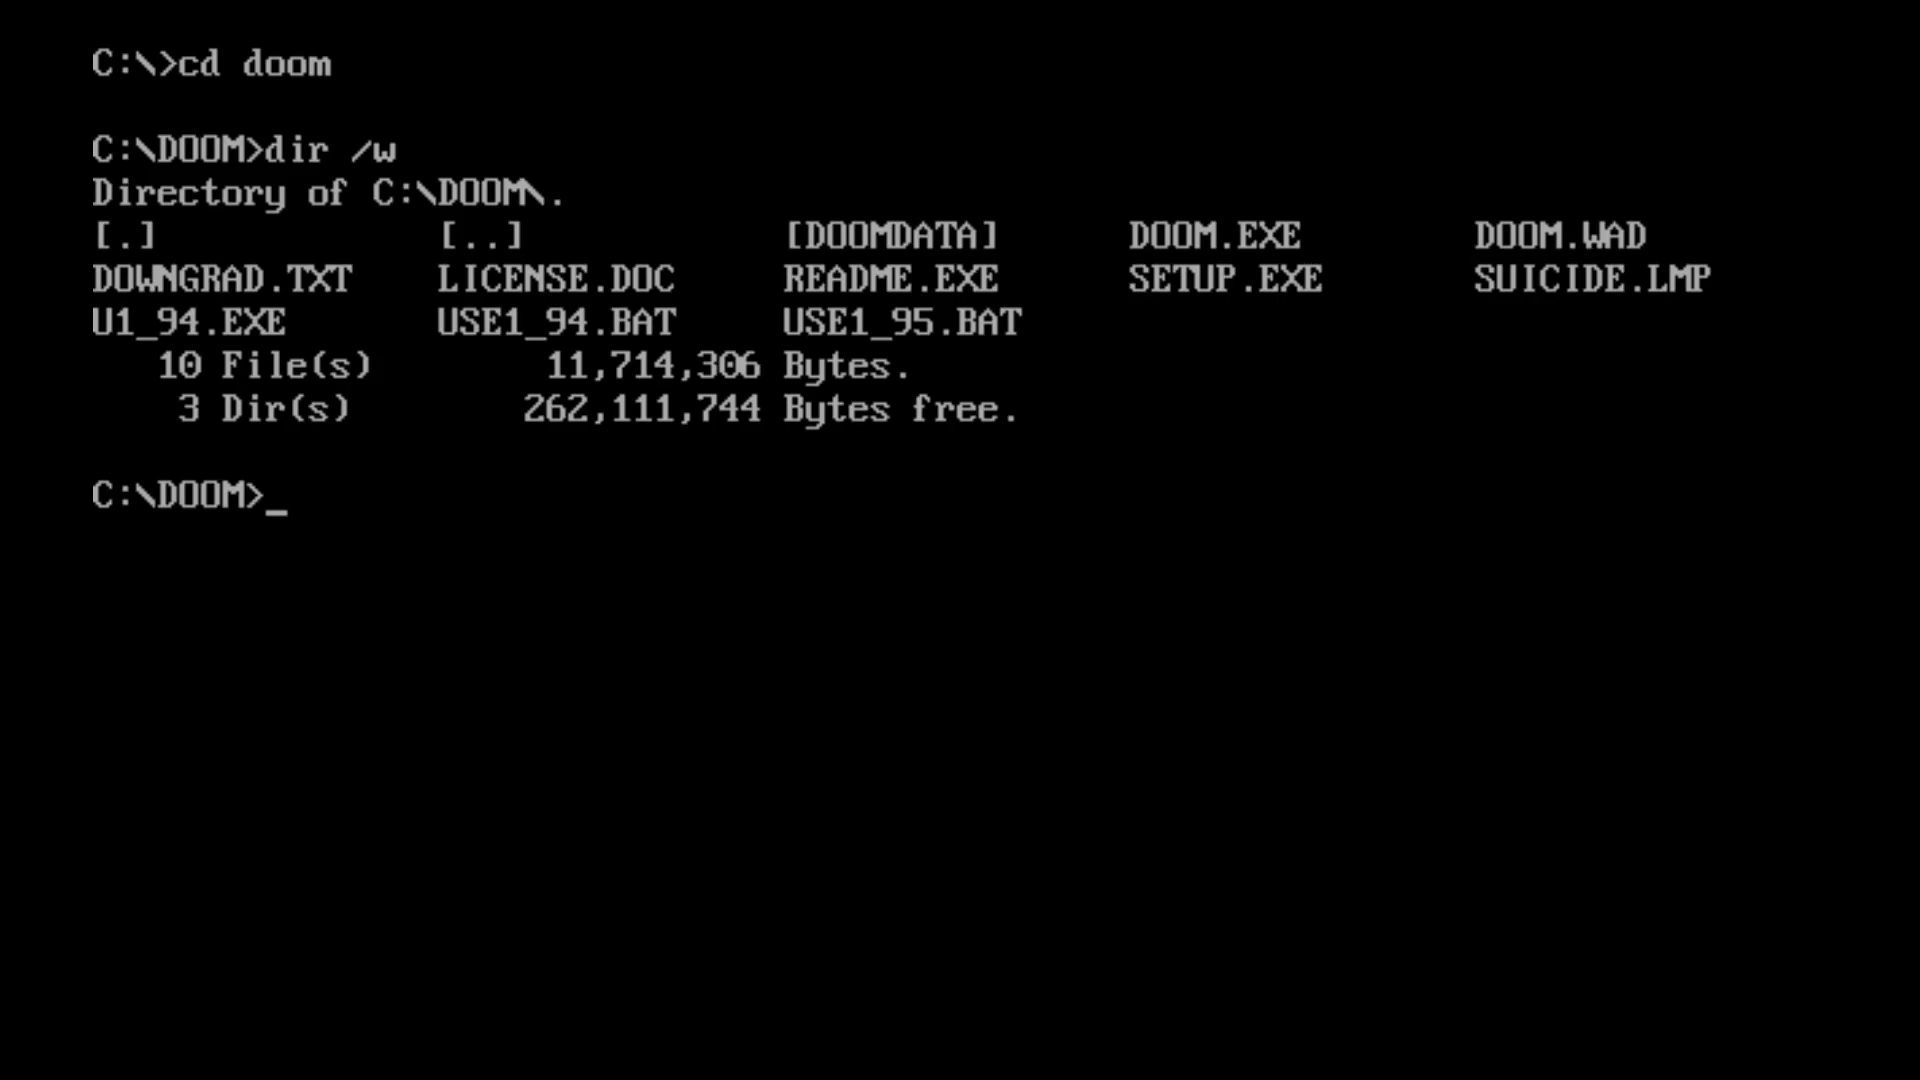 C:\>cd doom
C:\DOOM>dir /w
Directory of C:\DOOM\.
[.] [..] [DOOMDATA] DOOM.EXE DOOM.WAD
DOWNGRAD.TXT LICENSE.DOC README.EXE SETUP.EXE SUICIDE.LMP
U1_94.EXE USE1_94.BAT USE1_95.BAT
10 File(s) 11,714,306 Bytes.
3 Dir(s) 262,111,744 Bytes free.
C:\DOOM>_